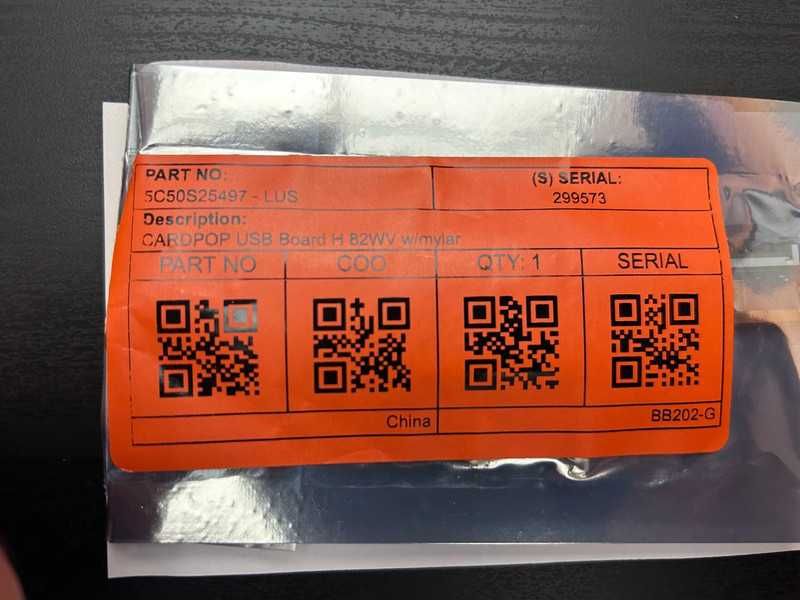 PART NO:
5C50S25497 - LUS
(S) SERIAL:
299573
Description:
CARDPOP USB Board H 82WV w/mylar
PART NO
COO
QTY: 1
SERIAL
China
BB202-G